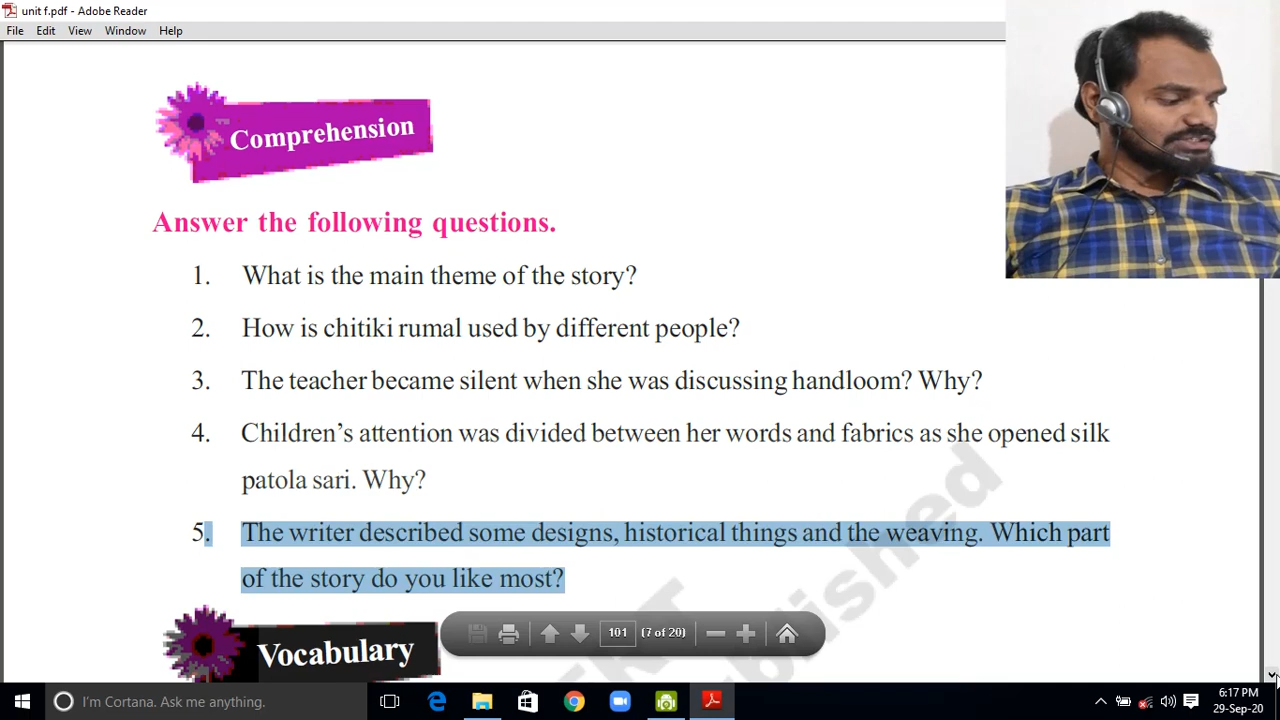 unit f.pdf - Adobe Reader
File Edit View Window Help
Comprehension
Answer the following questions.
1. What is the main theme of the story?
2. How is chitiki rumal used by different people?
3. The teacher became silent when she was discussing handloom? Why?
4. Children's attention was divided between her words and fabrics as she opened silk
patola sari. Why?
5. The writer described some designs, historical things and the weaving. Which part
of the story do you like most?
Vocabulary
101 (7 of 20)
I'm Cortana. Ask me anything.
6:17 PM
29-Sep-20